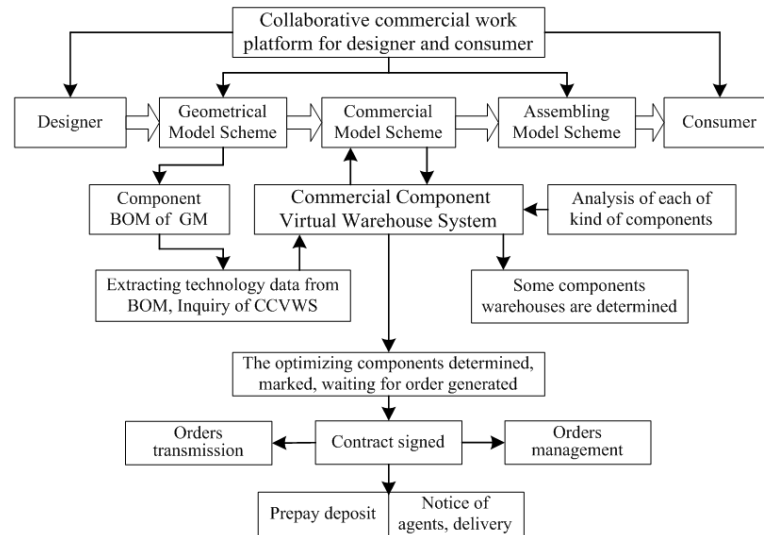 Collaborative commercial work
platform for designer and consumer
Designer
Geometrical
Model Scheme
Commercial
Model Scheme
Assembling
Model Scheme
Consumer
Component
BOM of GM
Commercial Component
Virtual Warehouse System
Analysis of each of
kind of components
Extracting technology data from
BOM, Inquiry of CCVWS
Some components
warehouses are determined
The optimizing components determined,
marked, waiting for order generated
Orders
transmission
Contract signed
Orders
management
Prepay deposit
Notice of
agents, delivery